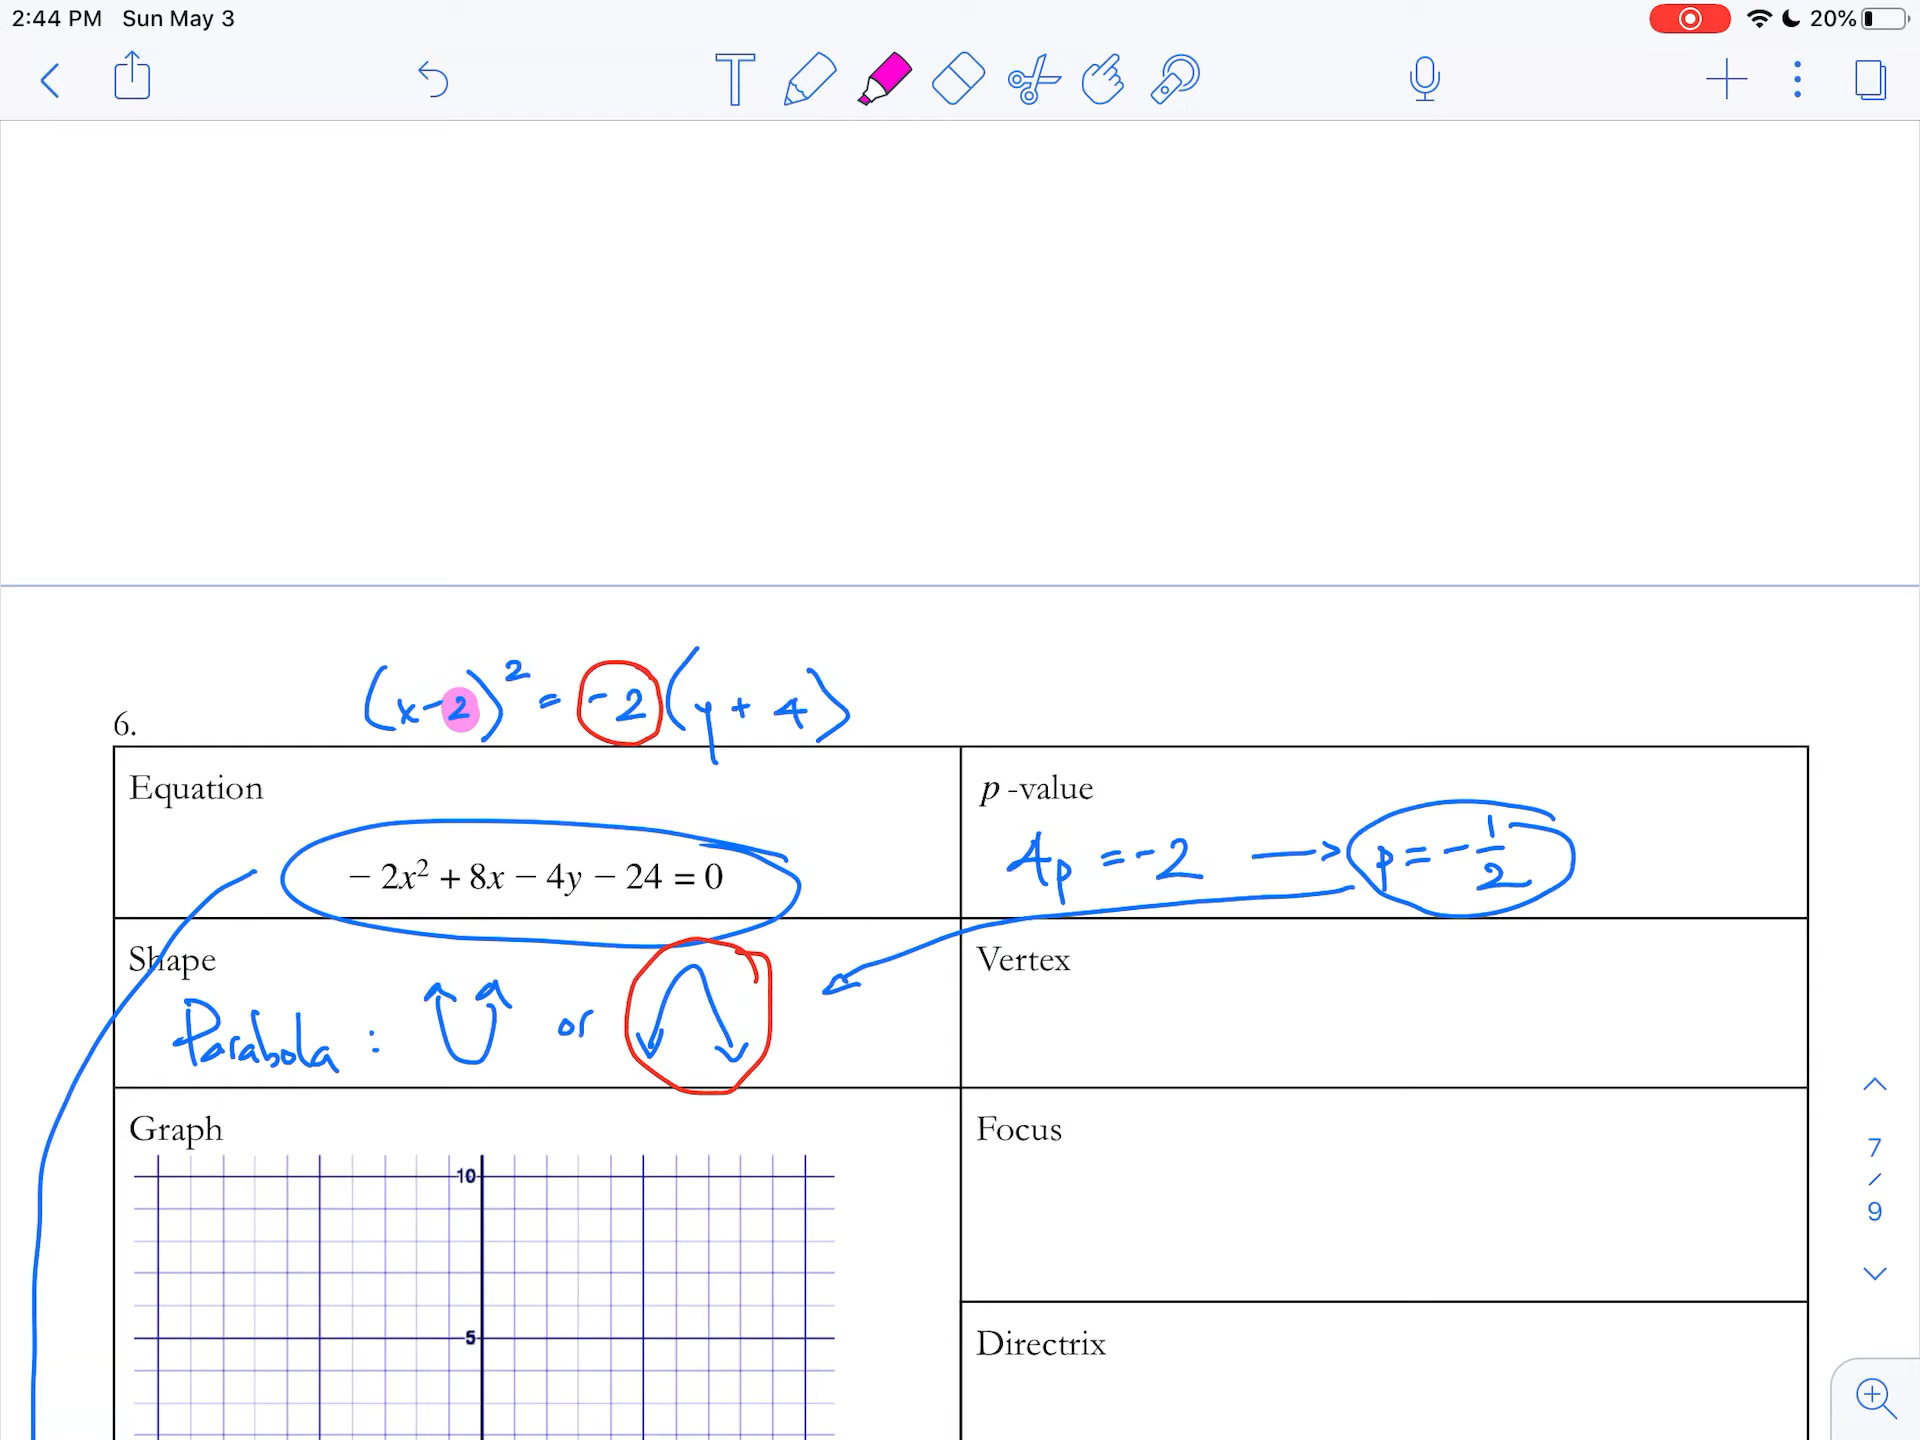 2:44 PM Sun May 3
20%
T
(x-2)² = -2(y + 4)
6.
Equation
p -value
− 2x² + 8x − 4y − 24 = 0
4p = -2 → p = -1/2
Shape
Vertex
Parabola : or
Graph
Focus
10
7
/
9
5
Directrix